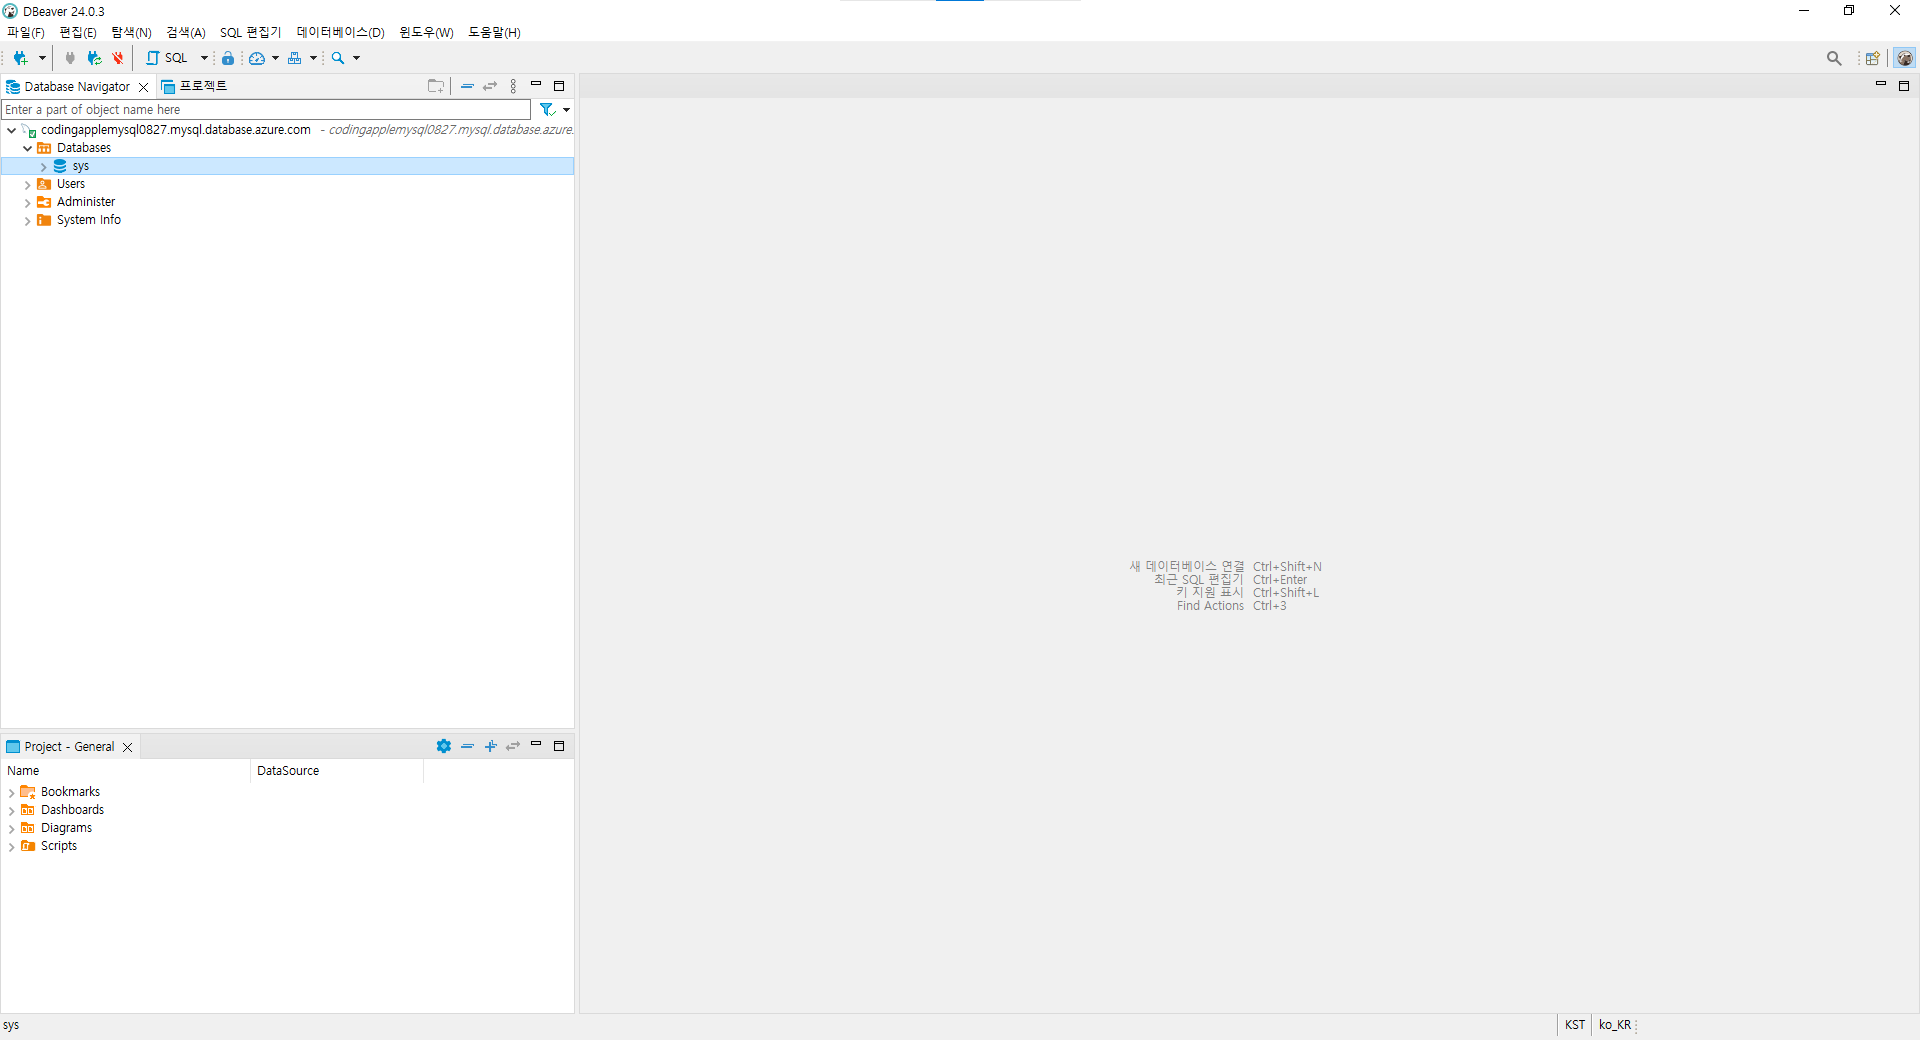 DBeaver 24.0.3
파일(F) 편집(E) 탐색(N) 검색(A) SQL 편집기 데이터베이스(D) 윈도우(W) 도움말(H)
SQL
Database Navigator 프로젝트
Enter a part of object name here
codingapplemysql0827.mysql.database.azure.com - codingapplemysql0827.mysql.database.azure.
Databases
sys
Users
Administer
System Info
새 데이터베이스 연결 Ctrl+Shift+N
최근 SQL 편집기 Ctrl+Enter
키 지원 표시 Ctrl+Shift+L
Find Actions Ctrl+3
Project - General
Name DataSource
Bookmarks
Dashboards
Diagrams
Scripts
sys KST ko_KR